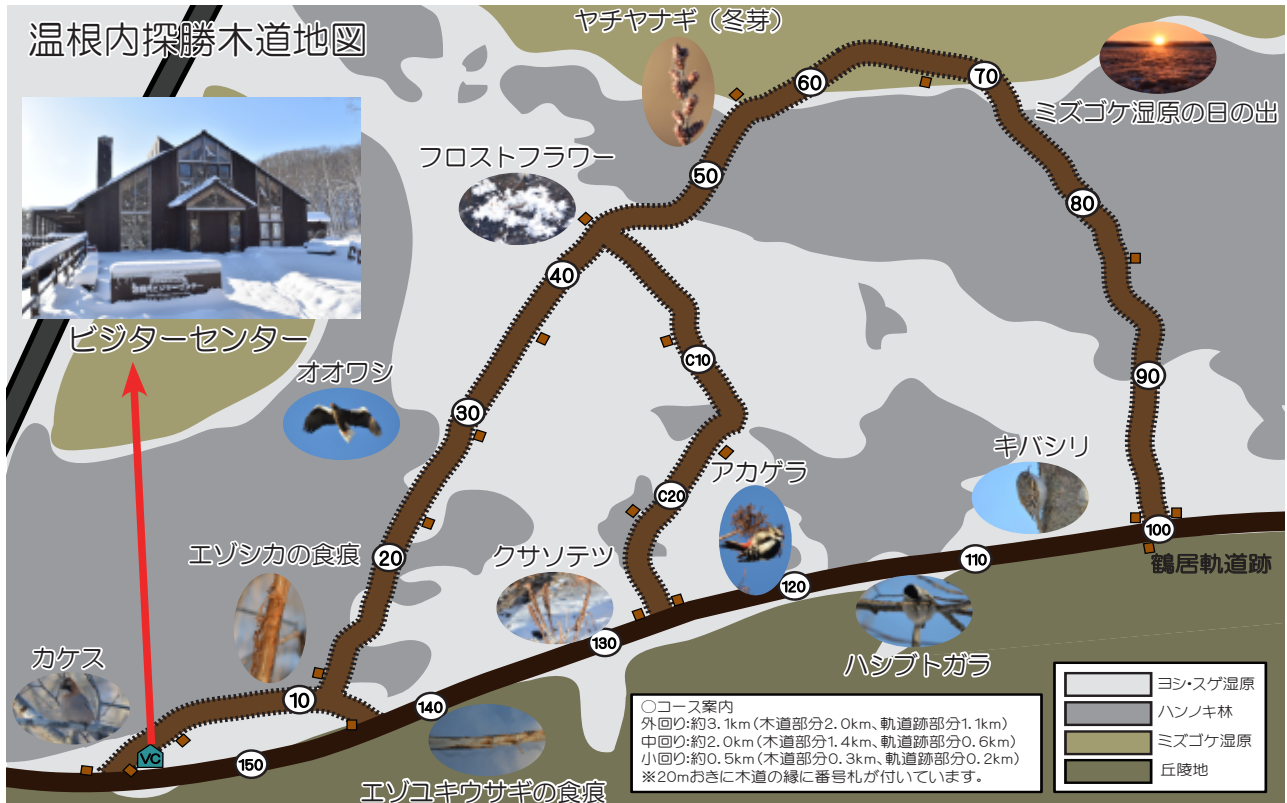 温根内探勝木道地図
ビジターセンター
ヤチヤナギ（冬芽）
ミズゴケ湿原の日の出
フロストフラワー
オオワシ
エゾシカの食痕
カケス
クサソテツ
アカゲラ
キバシリ
ハシブトガラ
エゾユキウサギの食痕
鶴居軌道跡
VC
10
20
30
40
50
60
70
80
90
100
110
120
130
140
150
C10
C20
○コース案内
外回り:約3.1km(木道部分2.0km、軌道跡部分1.1km)
中回り:約2.0km(木道部分1.4km、軌道跡部分0.6km)
小回り:約0.5km(木道部分0.3km、軌道跡部分0.2km)
※20mおきに木道の縁に番号札が付いています。
ヨシ・スゲ湿原
ハンノキ林
ミズゴケ湿原
丘陵地